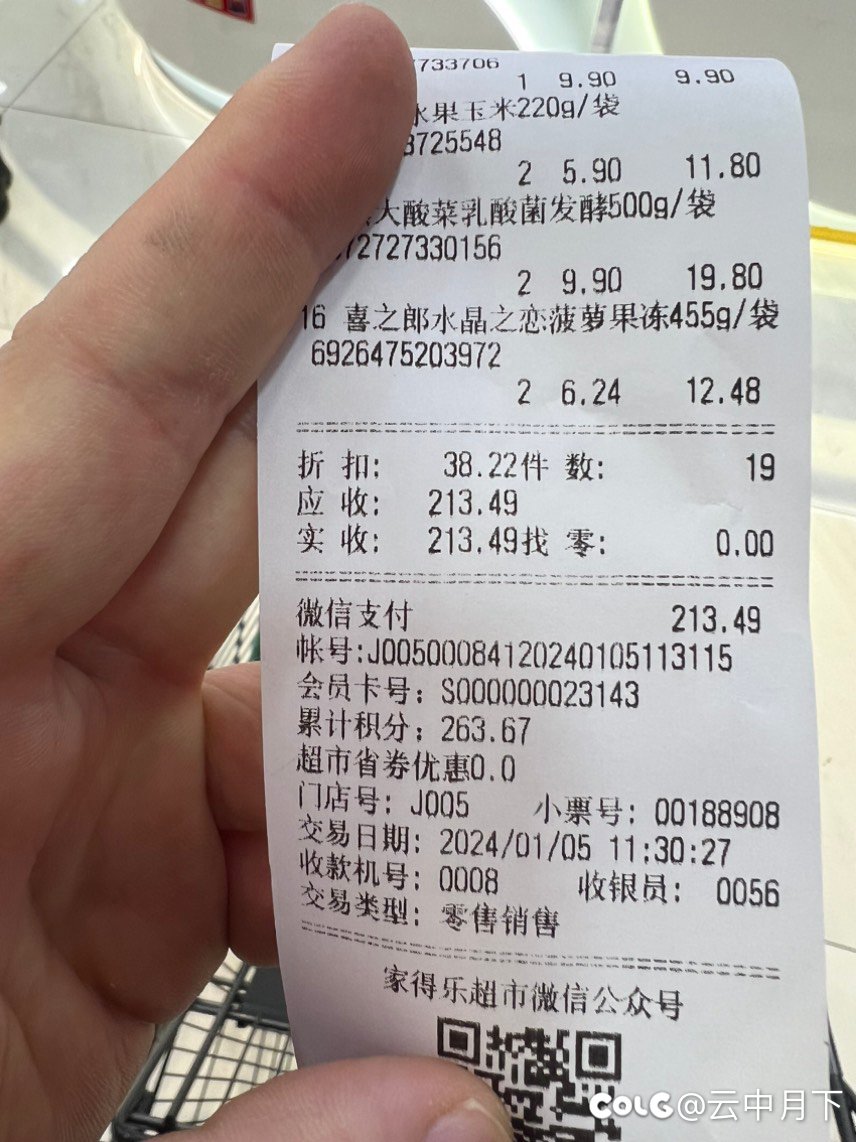 733706
1 9.90 9.90
水果玉米220g/袋
3725548
2 5.90 11.80
大酸菜乳酸菌发酵500g/袋
72727330156
2 9.90 19.80
16 喜之郎水晶之恋菠萝果冻455g/袋
6926475203972
2 6.24 12.48
折 扣: 38.22件 数: 19
应 收: 213.49
实 收: 213.49找 零: 0.00
微信支付 213.49
帐号:J00500084120240105113115
会员卡号: S000000023143
累计积分: 263.67
超市省券优惠0.0
门店号: J005 小票号: 00188908
交易日期: 2024/01/05 11:30:27
收款机号: 0008 收银员: 0056
交易类型: 零售销售
家得乐超市微信公众号
COLG@云中月下